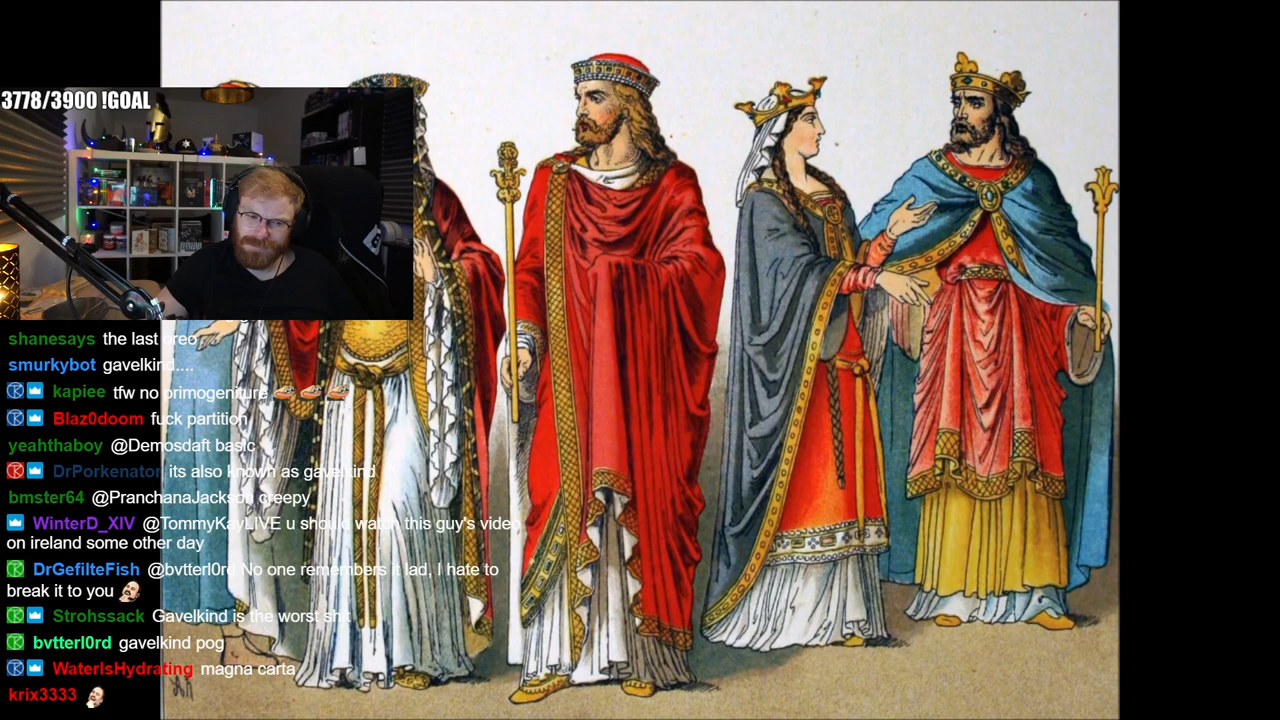 3778/3900 !GOAL
shanesays the last oreo
smurkybot gavelkind....
kapiee tfw no primogeniture
Blaz0doom fuck partition
yeahthaboy @Demosdaft basic
DrPorkenator its also known as gavelkind
bmster64 @PranchanaJackson creepy
WinterD_XIV @TommyKayLIVE u should watch this guy's video
on ireland some other day
DrGefilteFish @bvtterl0rd No one remembers it lad, I hate to
break it to you
Strohssack Gavelkind is the worst shit
bvtterl0rd gavelkind pog
WaterIsHydrating magna carta
krix3333